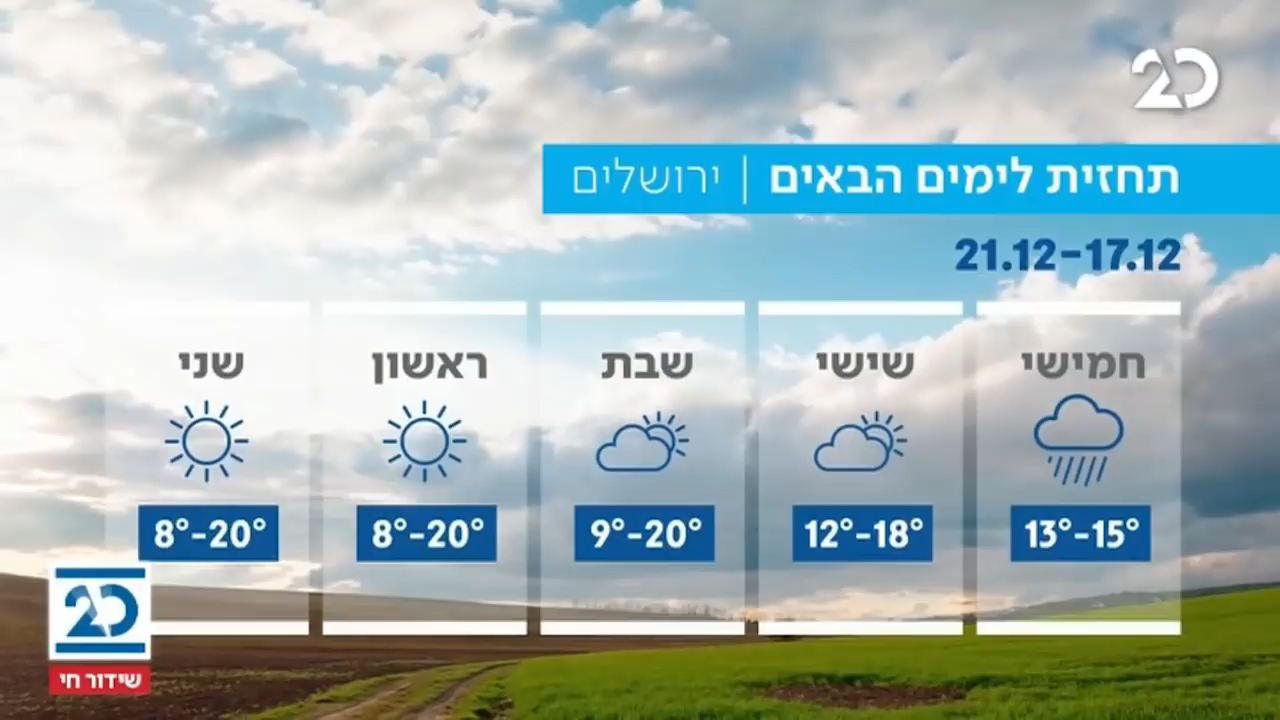 20
תחזית לימים הבאים | ירושלים
21.12-17.12
חמישי
13°-15°
שישי
12°-18°
שבת
9°-20°
ראשון
8°-20°
שני
8°-20°
20
שידור חי